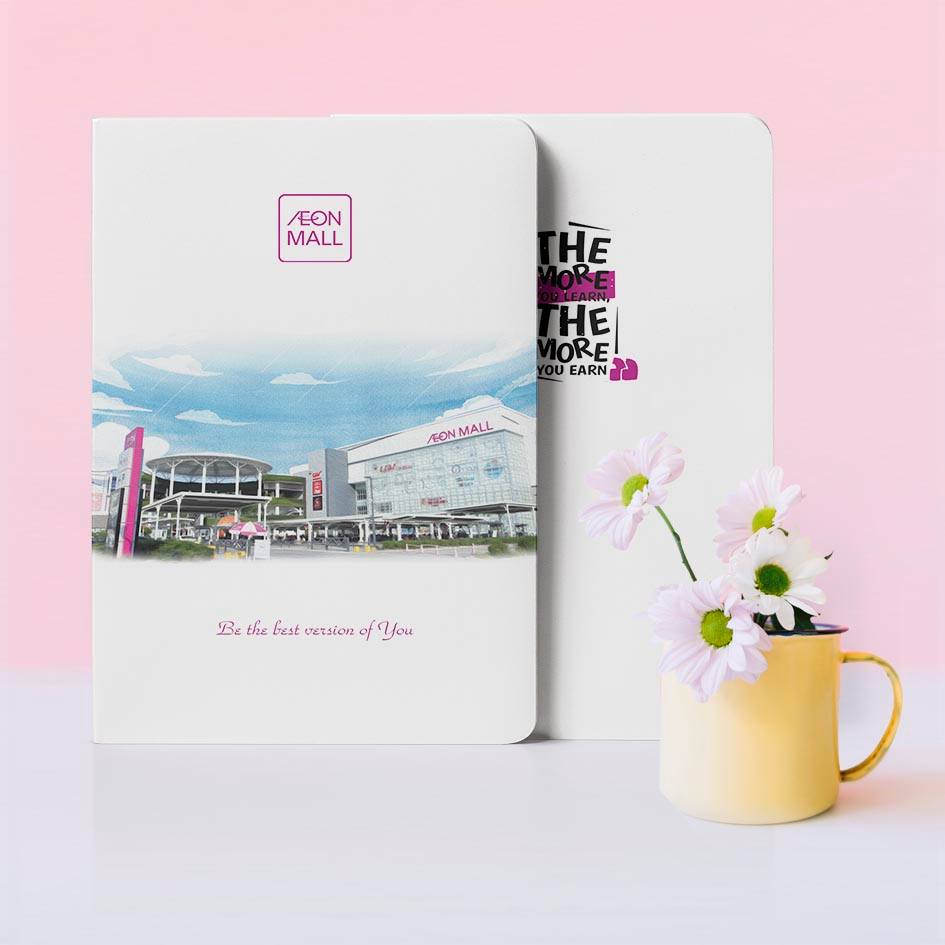 ÆON
MALL
ÆON MALL
Be the best version of You
THE
MORE
YOU LEARN,
THE
MORE
YOU EARN